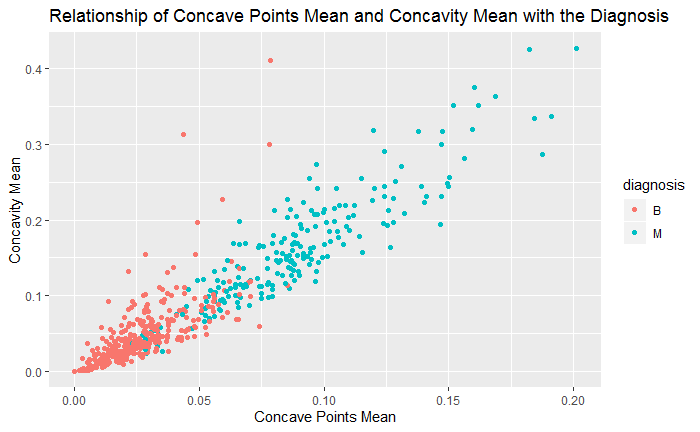 Relationship of Concave Points Mean and Concavity Mean with the Diagnosis
0.4
0.3
0.2
0.1
0.0
Concavity Mean
0.00 0.05 0.10 0.15 0.20
Concave Points Mean
diagnosis
B
M